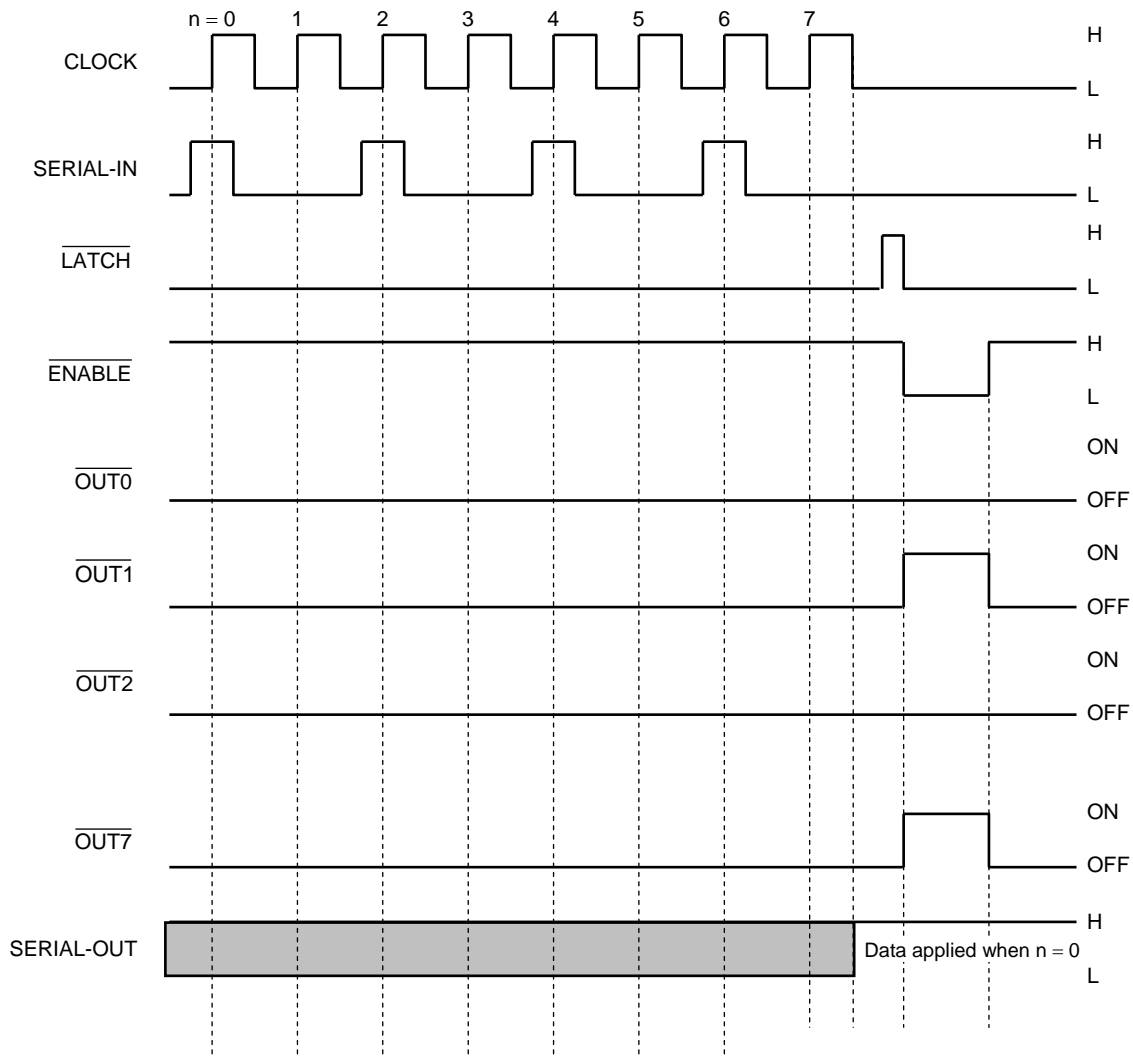 n = 0 1 2 3 4 5 6 7
CLOCK
H
L
SERIAL-IN
H
L
LATCH
H
L
ENABLE
H
L
OUT0
ON
OFF
OUT1
ON
OFF
OUT2
ON
OFF
OUT7
ON
OFF
SERIAL-OUT
H
Data applied when n = 0
L